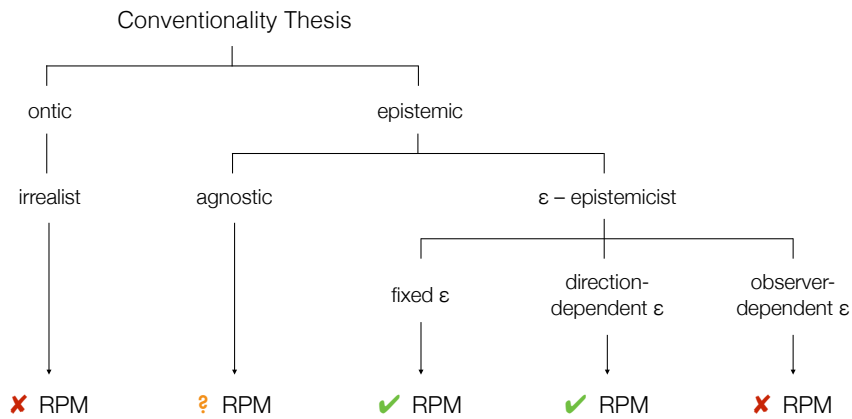 Conventionality Thesis
ontic
epistemic
irrealist
agnostic
ε – epistemicist
fixed ε
direction-
dependent ε
observer-
dependent ε
✘ RPM
? RPM
✔ RPM
✔ RPM
✘ RPM